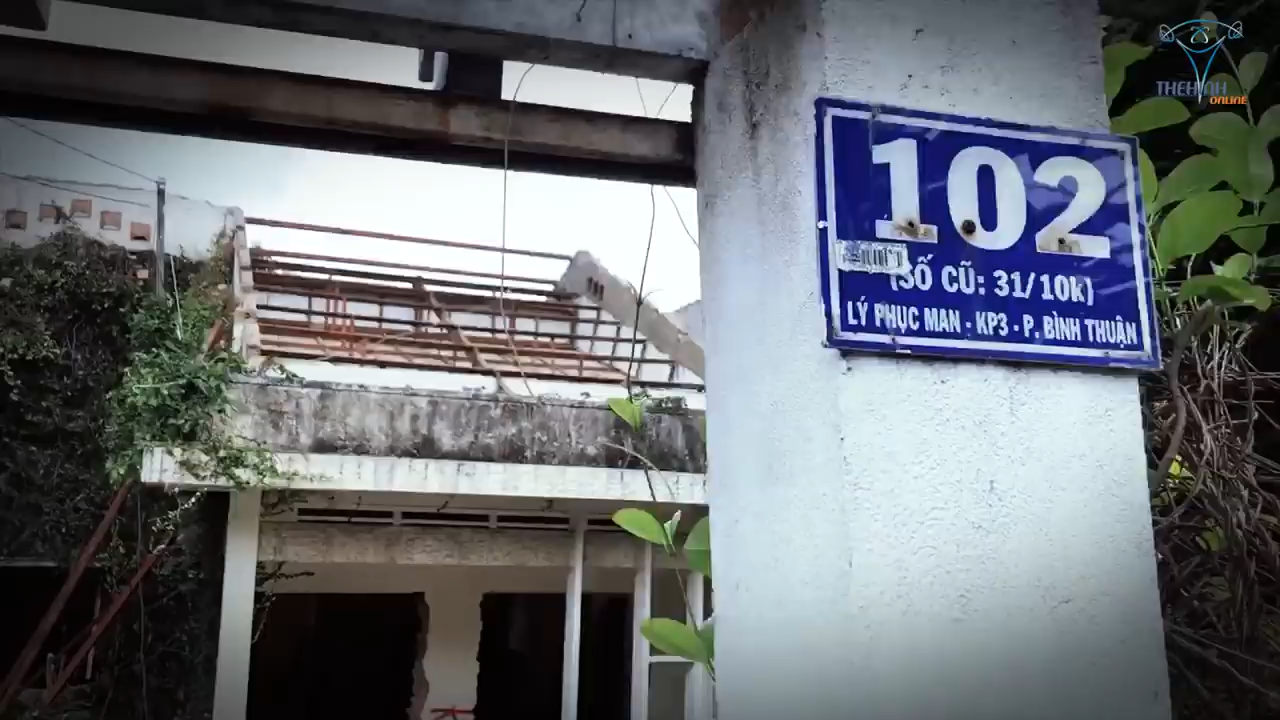 THEHINH
ONLINE
102
(SỐ CŨ: 31/10k)
LÝ PHỤC MAN - KP3 - P. BÌNH THUẬN